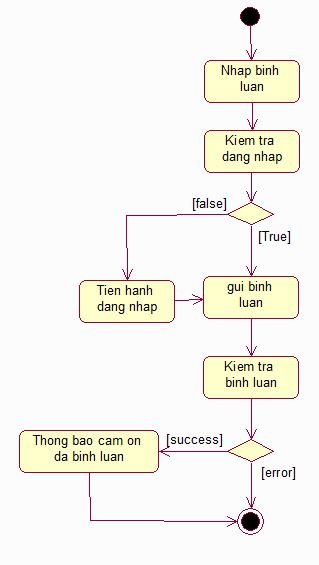 Nhap binh
luan
Kiem tra
dang nhap
[false]
[True]
Tien hanh
dang nhap
gui binh
luan
Kiem tra
binh luan
[success]
Thong bao cam on
da binh luan
[error]